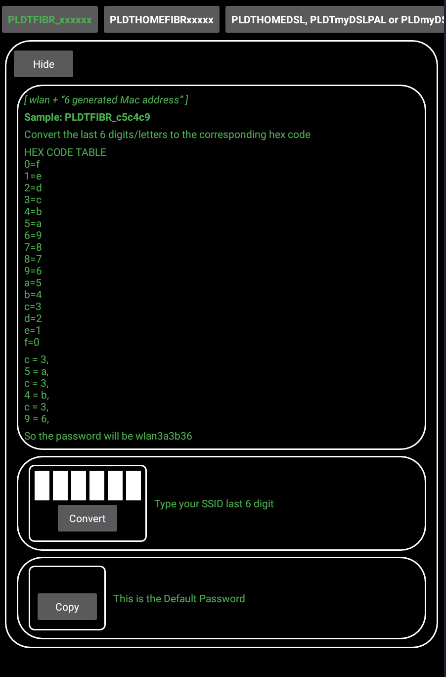 PLDTFIBR_xxxxxx
PLDTHOMEFIBRxxxxx
PLDTHOMEDSL, PLDTmyDSLPAL or PLDmyDS
Hide
[ wlan + “6 generated Mac address” ]
Sample: PLDTFIBR_c5c4c9
Convert the last 6 digits/letters to the corresponding hex code
HEX CODE TABLE
0=f
1=e
2=d
3=c
4=b
5=a
6=9
7=8
8=7
9=6
a=5
b=4
c=3
d=2
e=1
f=0
c = 3,
5 = a,
c = 3,
4 = b,
c = 3,
9 = 6,
So the password will be wlan3a3b36
Type your SSID last 6 digit
Convert
This is the Default Password
Copy